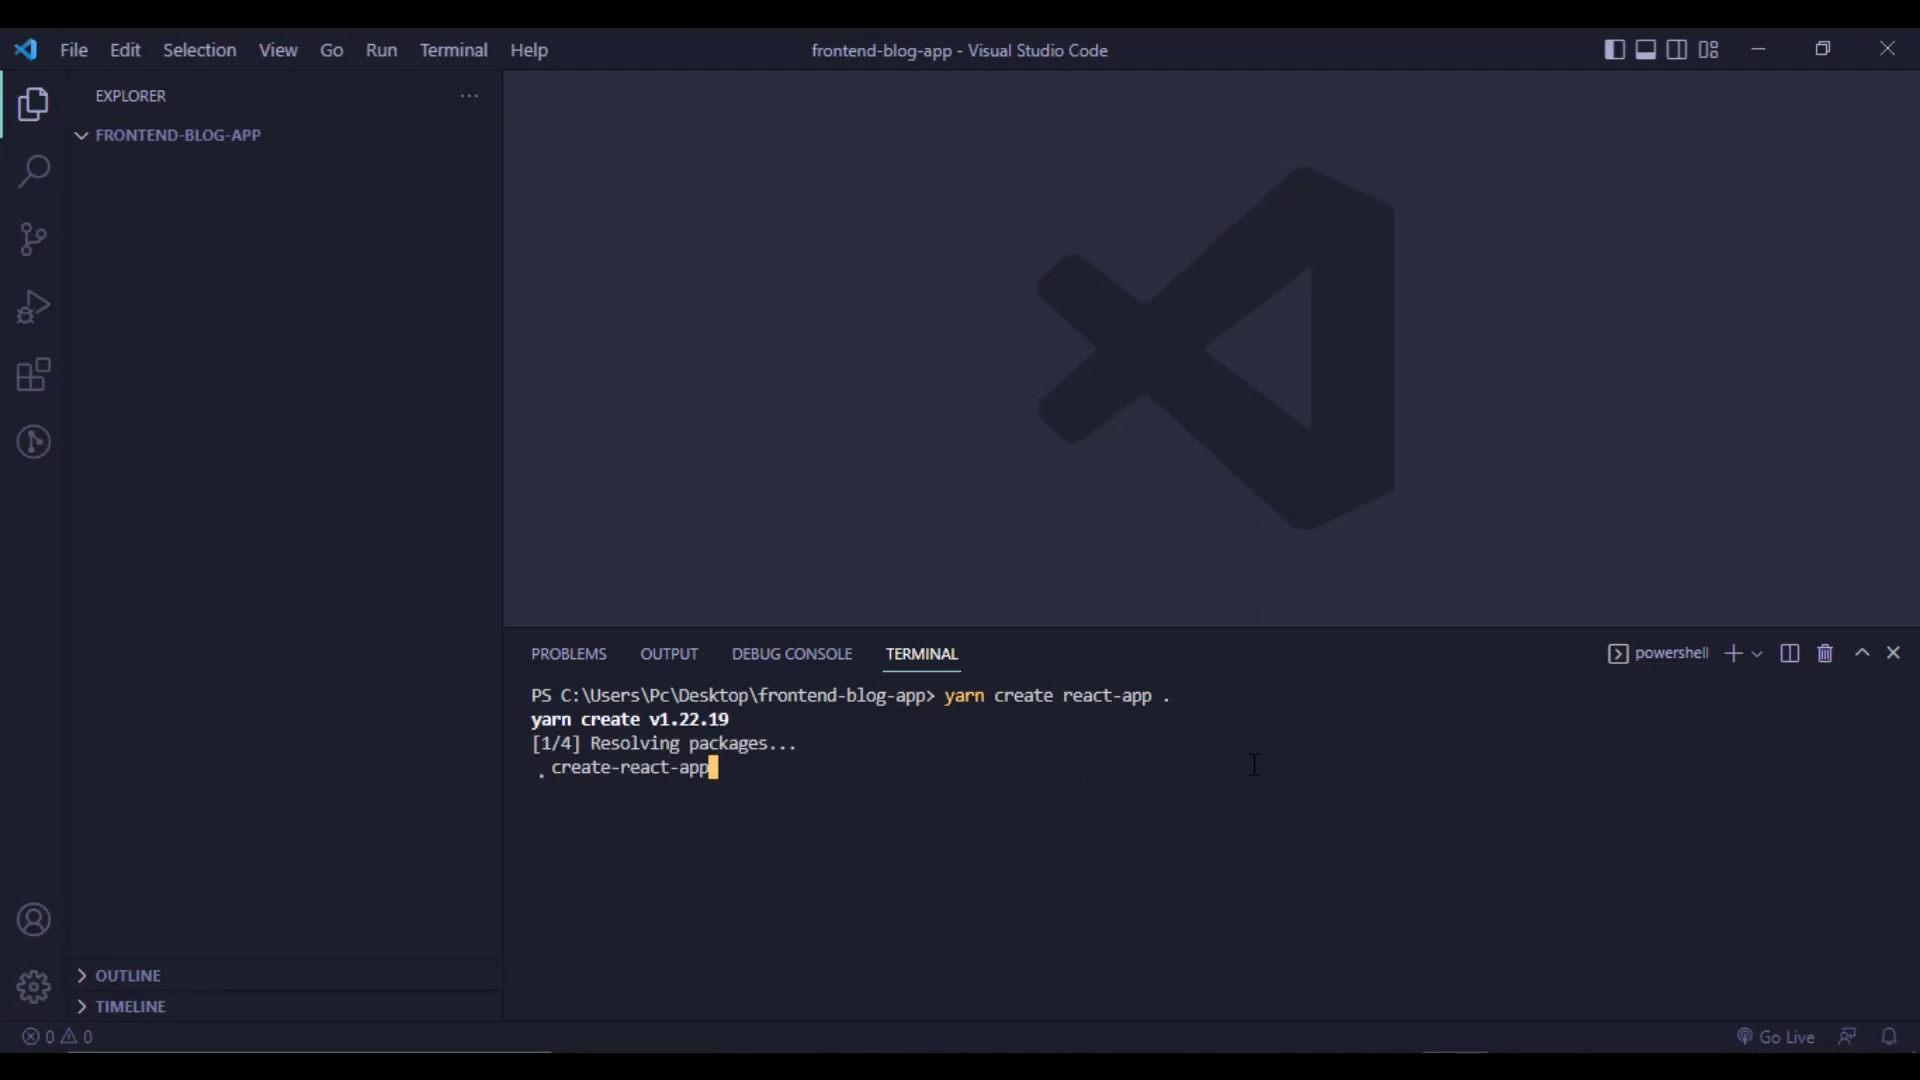 File Edit Selection View Go Run Terminal Help
frontend-blog-app - Visual Studio Code
EXPLORER
FRONTEND-BLOG-APP
PROBLEMS OUTPUT DEBUG CONSOLE TERMINAL
powershell
PS C:\Users\Pc\Desktop\frontend-blog-app> yarn create react-app .
yarn create v1.22.19
[1/4] Resolving packages...
. create-react-app
OUTLINE
TIMELINE
0 0
Go Live